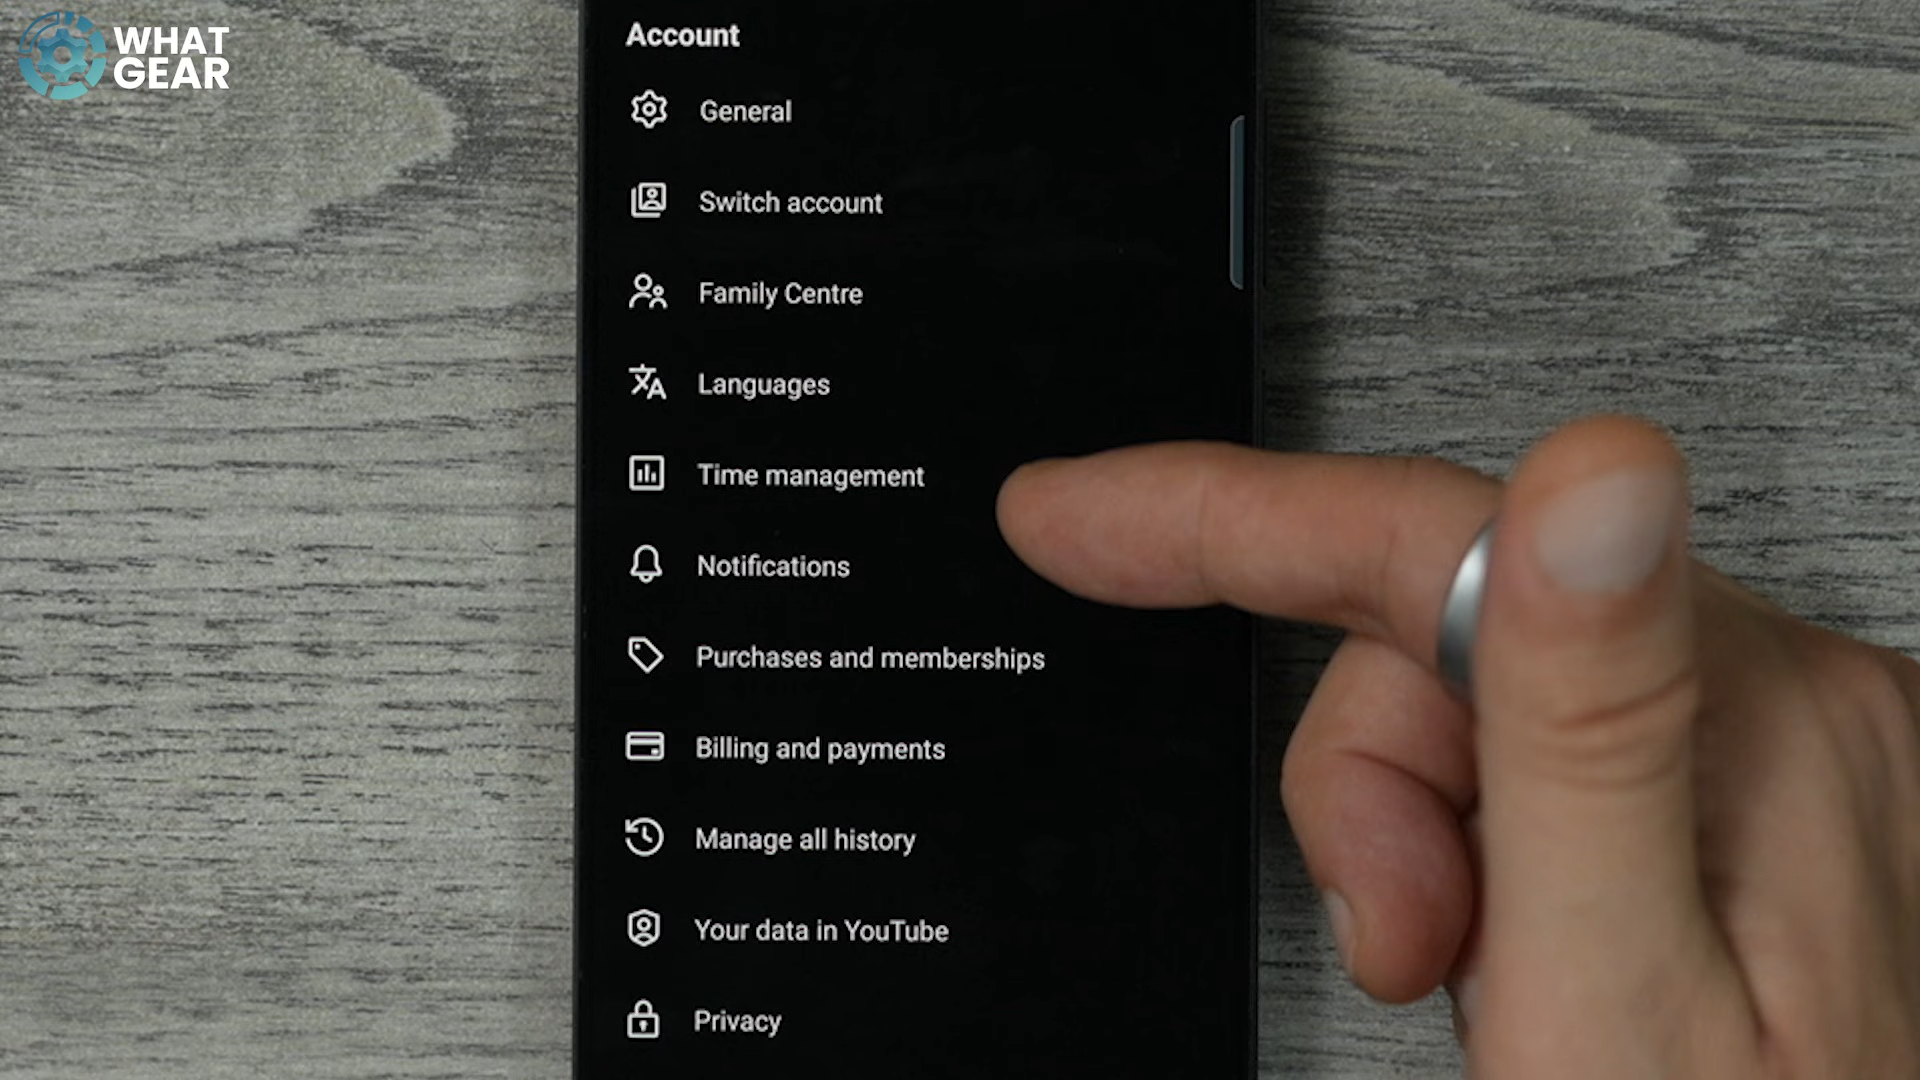 WHAT
GEAR
Account
General
Switch account
Family Centre
Languages
Time management
Notifications
Purchases and memberships
Billing and payments
Manage all history
Your data in YouTube
Privacy